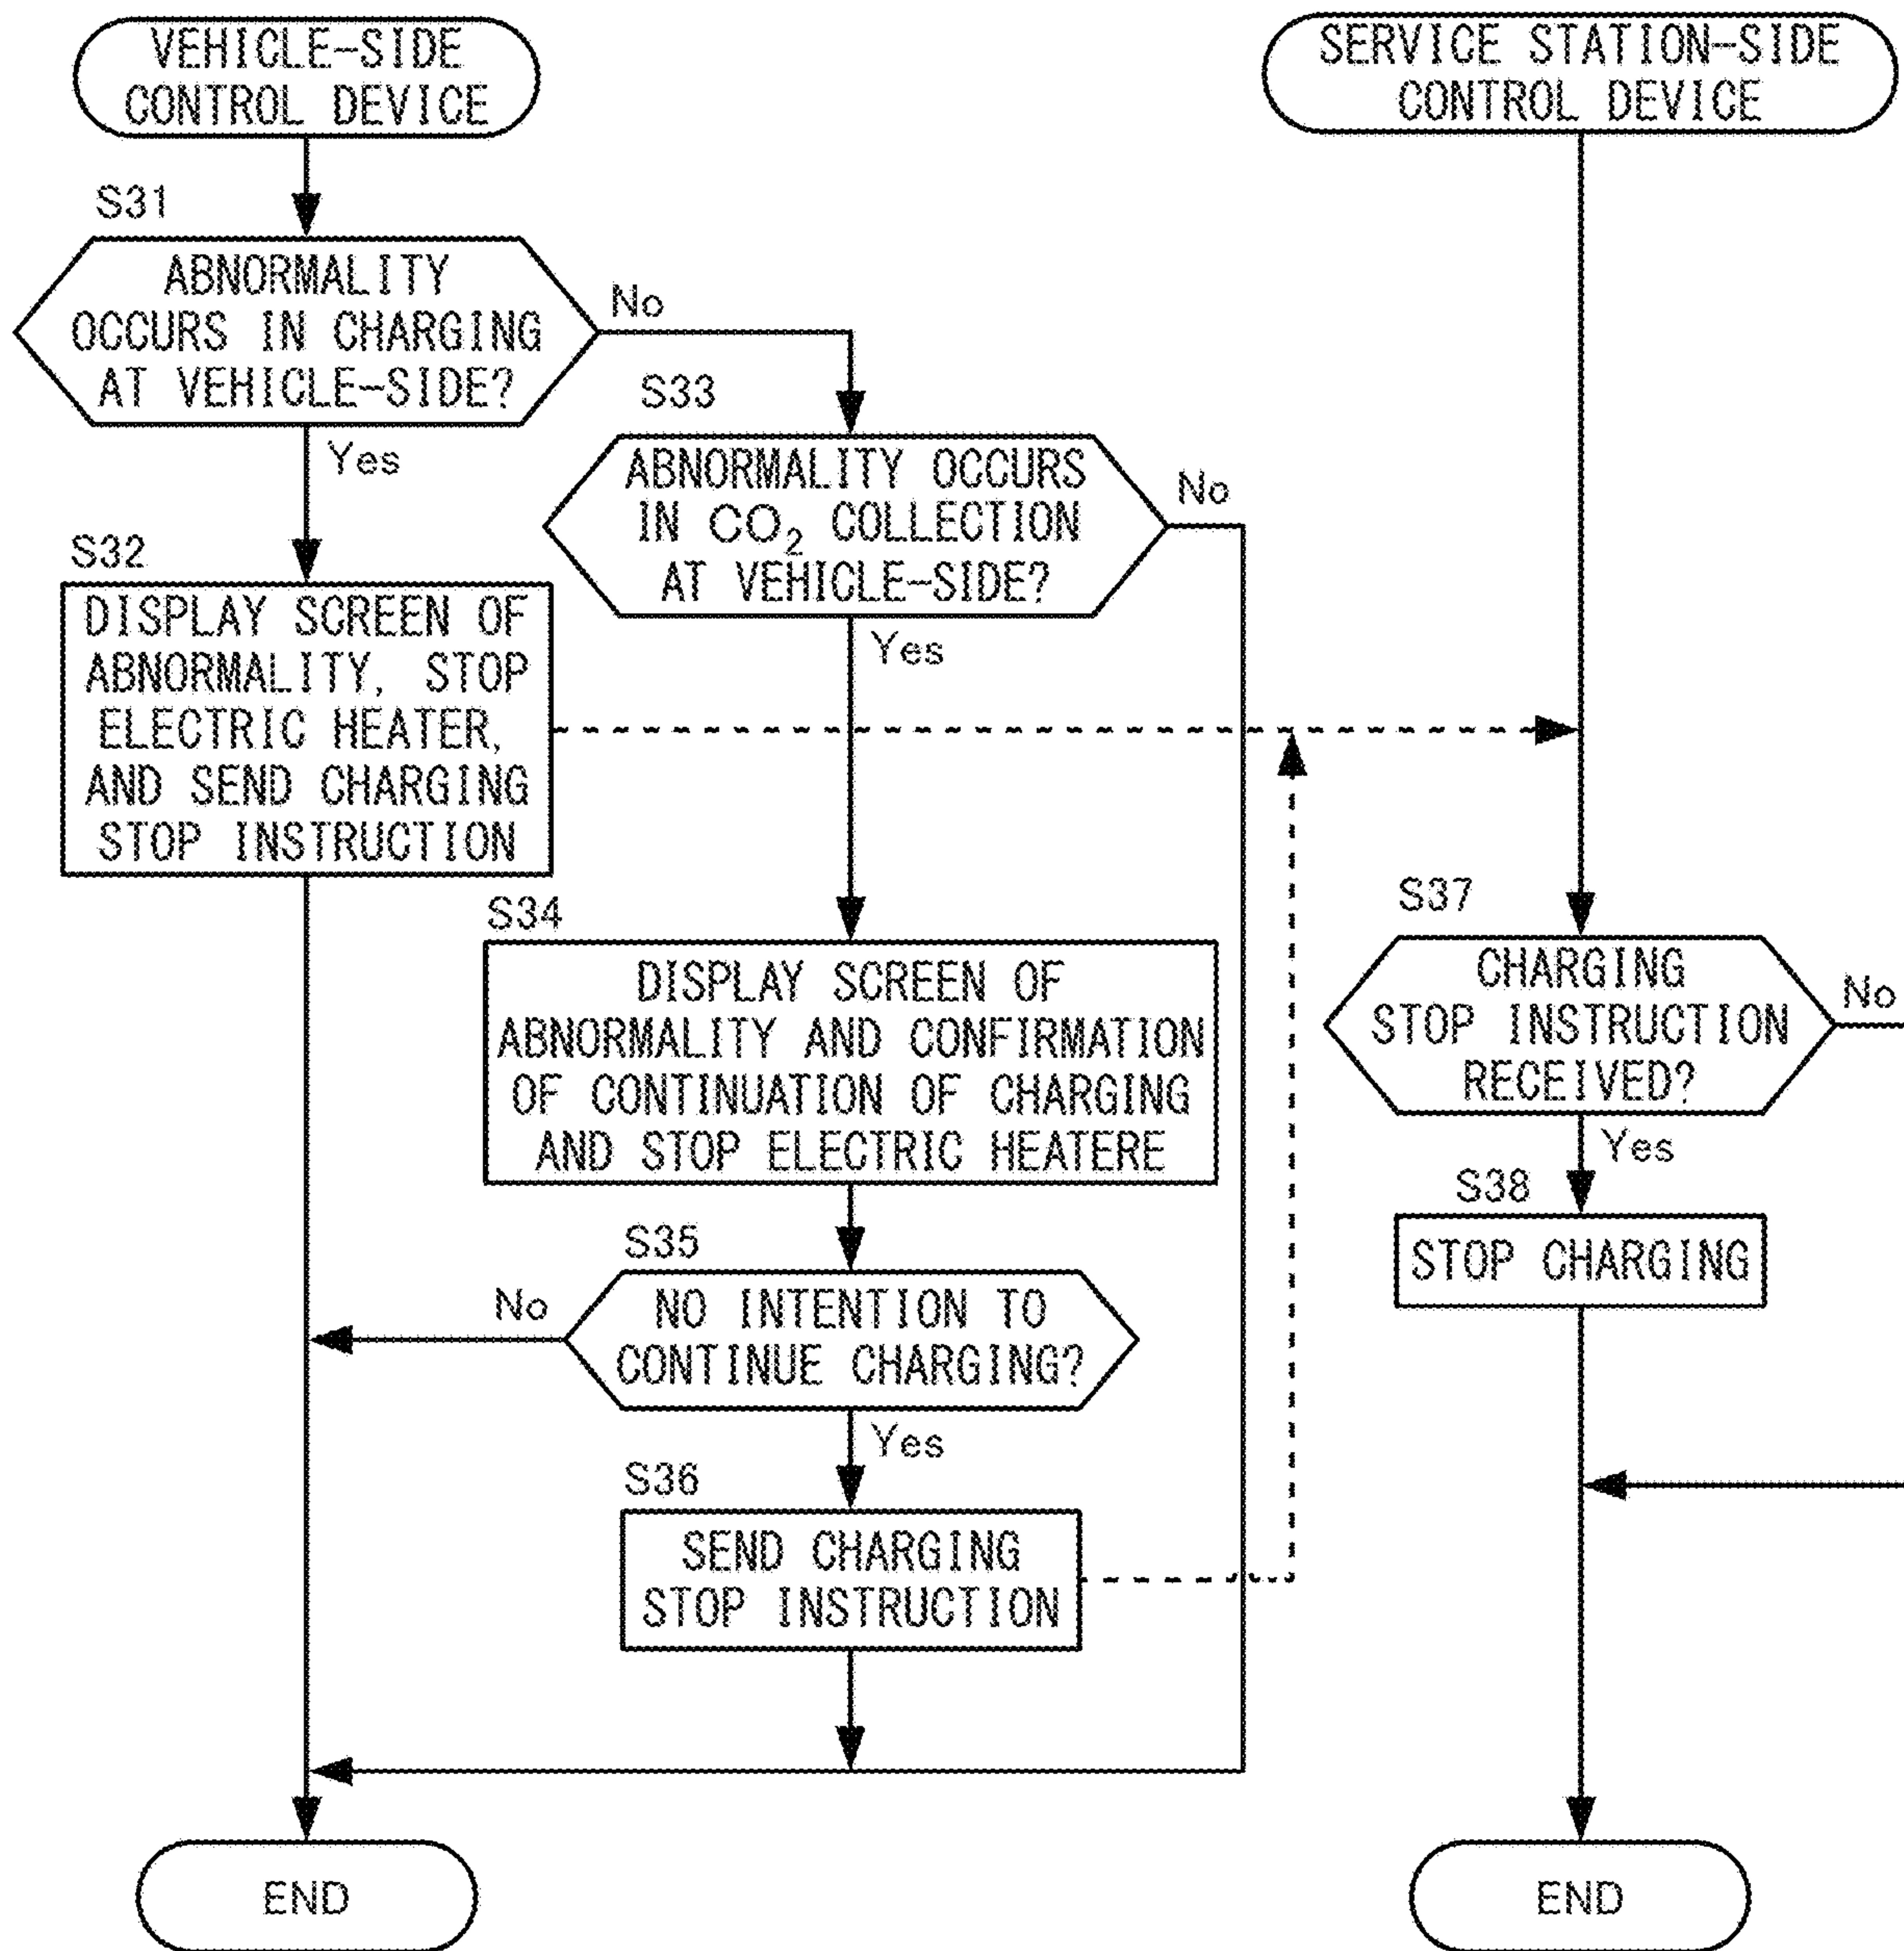 VEHICLE-SIDE
CONTROL DEVICE
S31
ABNORMALITY
OCCURS IN CHARGING
AT VEHICLE-SIDE?
No
Yes
S32
DISPLAY SCREEN OF
ABNORMALITY, STOP
ELECTRIC HEATER,
AND SEND CHARGING
STOP INSTRUCTION
S33
ABNORMALITY OCCURS
IN CO₂ COLLECTION
AT VEHICLE-SIDE?
No
Yes
S34
DISPLAY SCREEN OF
ABNORMALITY AND CONFIRMATION
OF CONTINUATION OF CHARGING
AND STOP ELECTRIC HEATERE
S35
NO INTENTION TO
CONTINUE CHARGING?
No
Yes
S36
SEND CHARGING
STOP INSTRUCTION
END
SERVICE STATION-SIDE
CONTROL DEVICE
S37
CHARGING
STOP INSTRUCTION
RECEIVED?
No
Yes
S38
STOP CHARGING
END